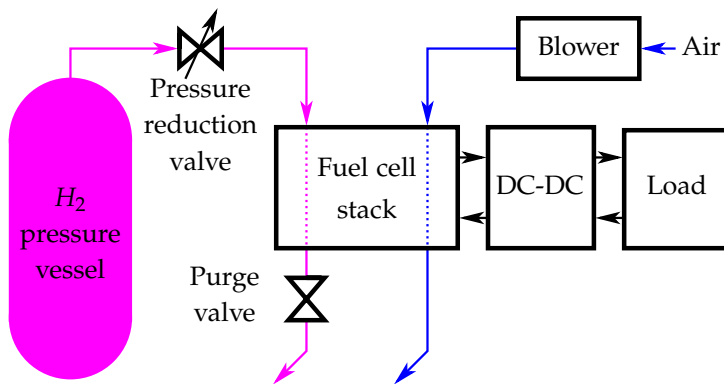 Blower
Air
Pressure
reduction
valve
Fuel cell
stack
DC-DC
Load
H₂
pressure
vessel
Purge
valve